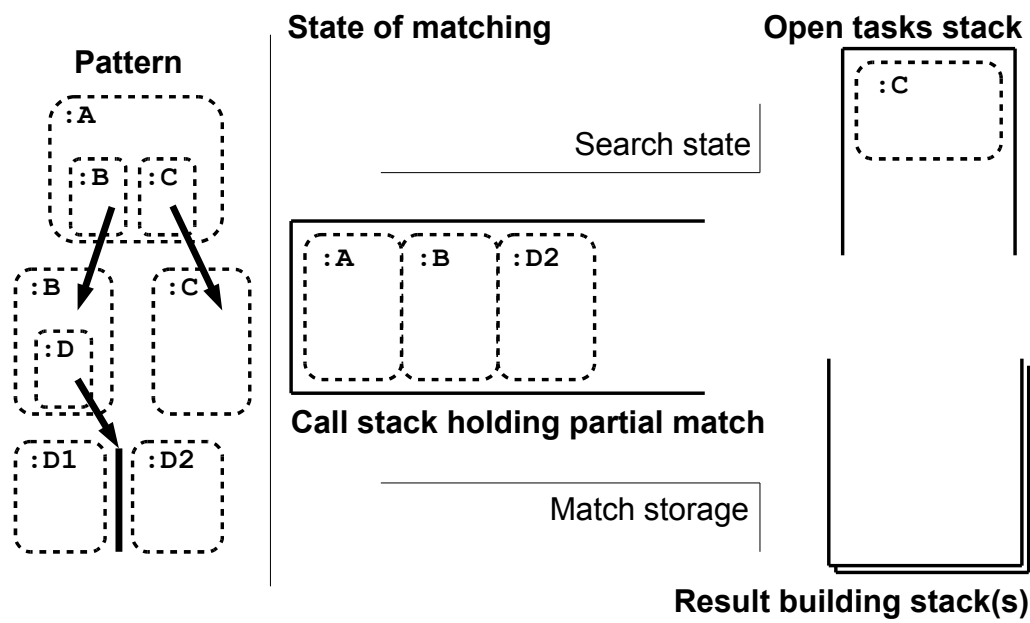 State of matching
Open tasks stack
Pattern
:A
:B :C
:B :C
:D
:D1 :D2
Search state
:A :B :D2
Call stack holding partial match
Match storage
:C
Result building stack(s)